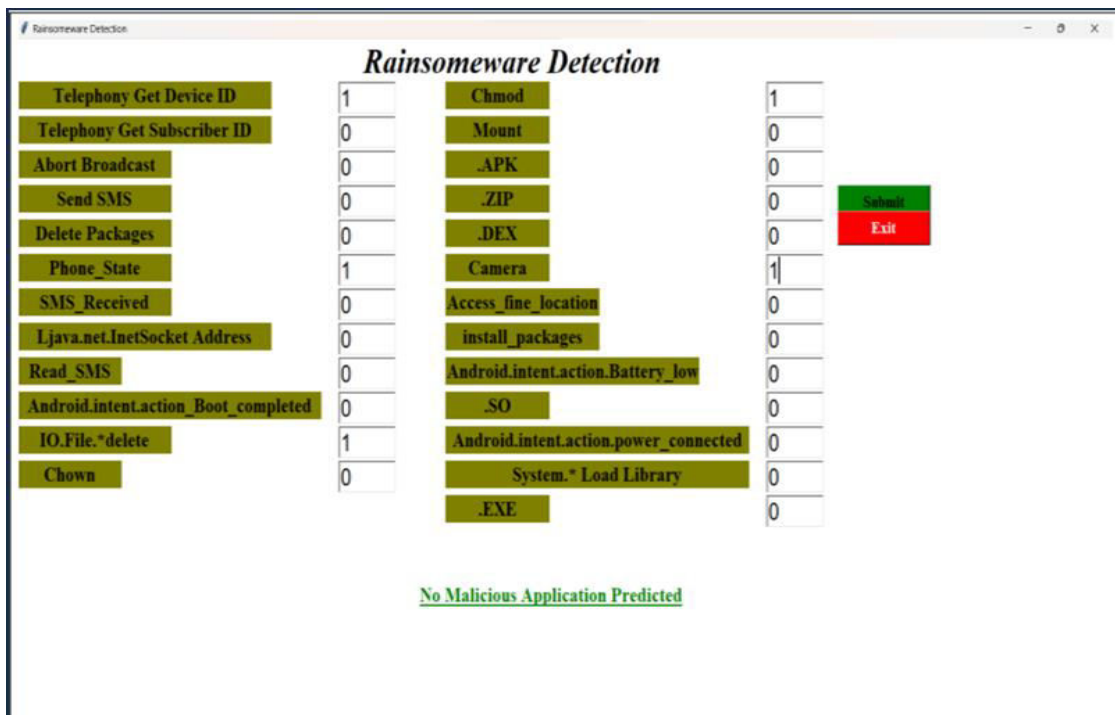 Rainsomeware Detection
Rainsomeware Detection
Telephony Get Device ID 1 Chmod 1
Telephony Get Subscriber ID 0 Mount 0
Abort Broadcast 0 .APK 0
Send SMS 0 .ZIP 0 Submit
Delete Packages 0 .DEX 0 Exit
Phone_State 1 Camera 1
SMS_Received 0 Access_fine_location 0
Ljava.net.InetSocket Address 0 install_packages 0
Read_SMS 0 Android.intent.action.Battery_low 0
Android.intent.action_Boot_completed 0 .SO 0
IO.File.*delete 1 Android.intent.action.power_connected 0
Chown 0 System.* Load Library 0
.EXE 0
No Malicious Application Predicted